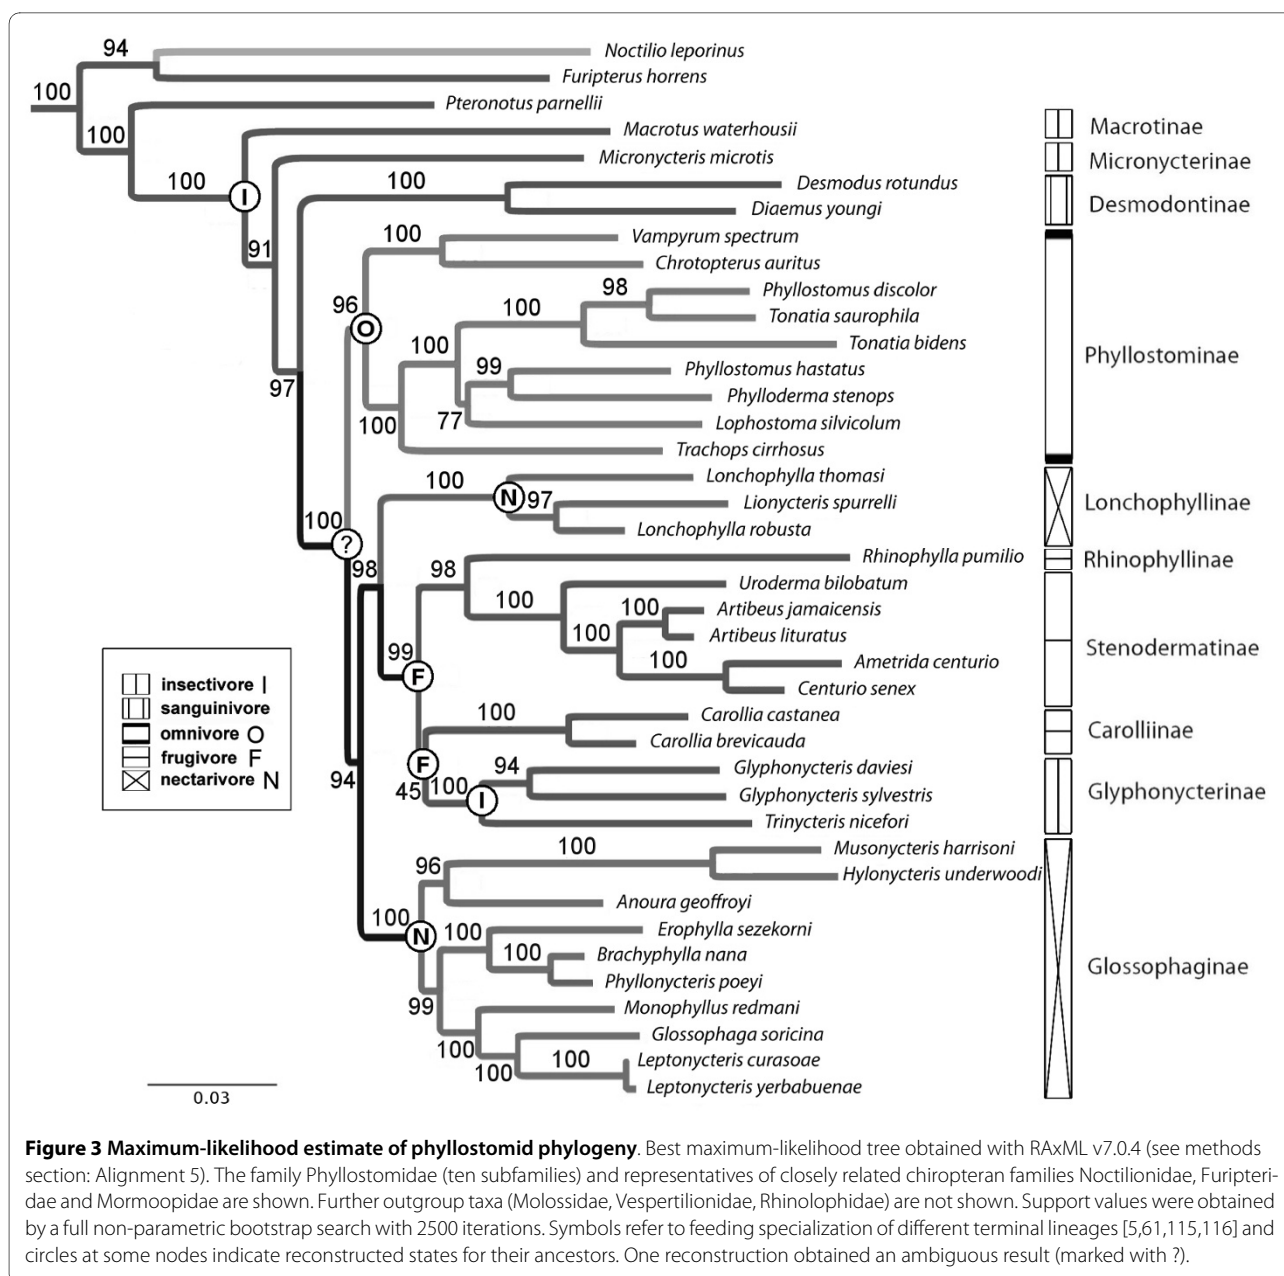 94
Noctilio leporinus
Furipterus horrens
100
Pteronotus parnellii
100
Macrotus waterhousii
Macrotinae
Micronycteris microtis
Micronycterinae
100
I
100
Desmodus rotundus
Diaemus youngi
Desmodontinae
91
100
Vampyrum spectrum
Chrotopterus auritus
96
O
98
Phyllostomus discolor
100
Tonatia saurophila
Tonatia bidens
100
Phyllostominae
99
Phyllostomus hastatus
97
Phylloderma stenops
77
Lophostoma silvicolum
100
Trachops cirrhosus
100
Lonchophylla thomasi
N
97
Lionycteris spurrelli
Lonchophyllinae
100
Lonchophylla robusta
?
98
98
Rhinophylla pumilio
Rhinophyllinae
Uroderma bilobatum
100
100
Artibeus jamaicensis
100
Artibeus lituratus
Stenodermatinae
99
100
Ametrida centurio
F
Centurio senex
insectivore I
sanguinivore
omnivore O
frugivore F
nectarivore N
100
Carollia castanea
Carollia brevicauda
Carolliinae
F
94
Glyphonycteris daviesi
94
45
100
I
Glyphonycteris sylvestris
Glyphonycterinae
Trinycteris nicefori
100
Musonycteris harrisoni
96
Hylonycteris underwoodi
Anoura geoffroyi
100
N
100
Erophylla sezekorni
100
Brachyphylla nana
Glossophaginae
Phyllonycteris poeyi
99
Monophyllus redmani
Glossophaga soricina
100
100
100
Leptonycteris curasoae
Leptonycteris yerbabuenae
0.03
Figure 3 Maximum-likelihood estimate of phyllostomid phylogeny. Best maximum-likelihood tree obtained with RAxML v7.0.4 (see methods
section: Alignment 5). The family Phyllostomidae (ten subfamilies) and representatives of closely related chiropteran families Noctilionidae, Furipteri-
dae and Mormoopidae are shown. Further outgroup taxa (Molossidae, Vespertilionidae, Rhinolophidae) are not shown. Support values were obtained
by a full non-parametric bootstrap search with 2500 iterations. Symbols refer to feeding specialization of different terminal lineages [5,61,115,116] and
circles at some nodes indicate reconstructed states for their ancestors. One reconstruction obtained an ambiguous result (marked with ?).